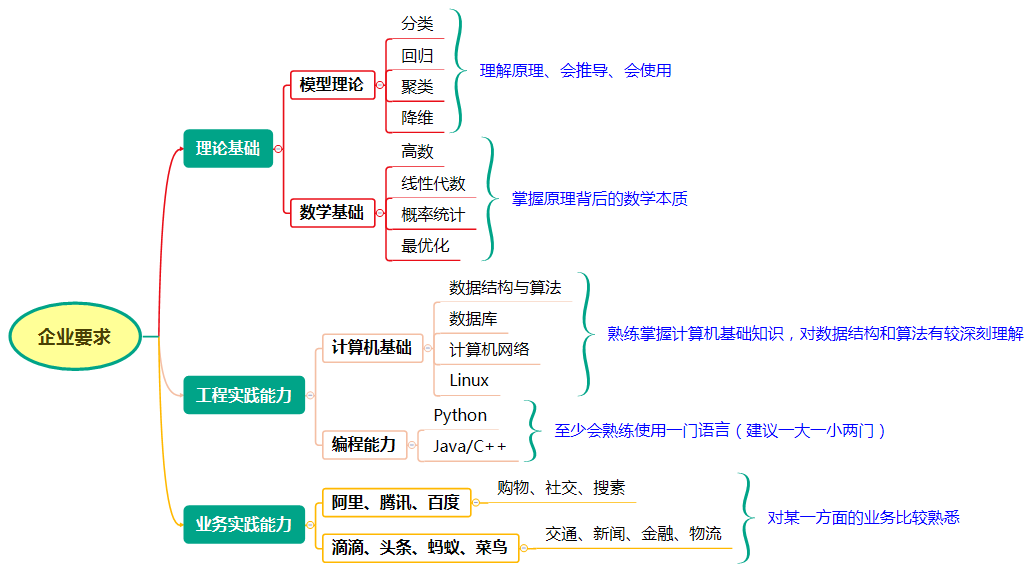 企业要求
理论基础
模型理论
分类
回归
聚类
降维
理解原理、会推导、会使用
数学基础
高数
线性代数
概率统计
最优化
掌握原理背后的数学本质
工程实践能力
计算机基础
数据结构与算法
数据库
计算机网络
Linux
熟练掌握计算机基础知识，对数据结构和算法有较深刻理解
编程能力
Python
Java/C++
至少会熟练使用一门语言（建议一大一小两门）
业务实践能力
阿里、腾讯、百度
购物、社交、搜素
滴滴、头条、蚂蚁、菜鸟
交通、新闻、金融、物流
对某一方面的业务比较熟悉